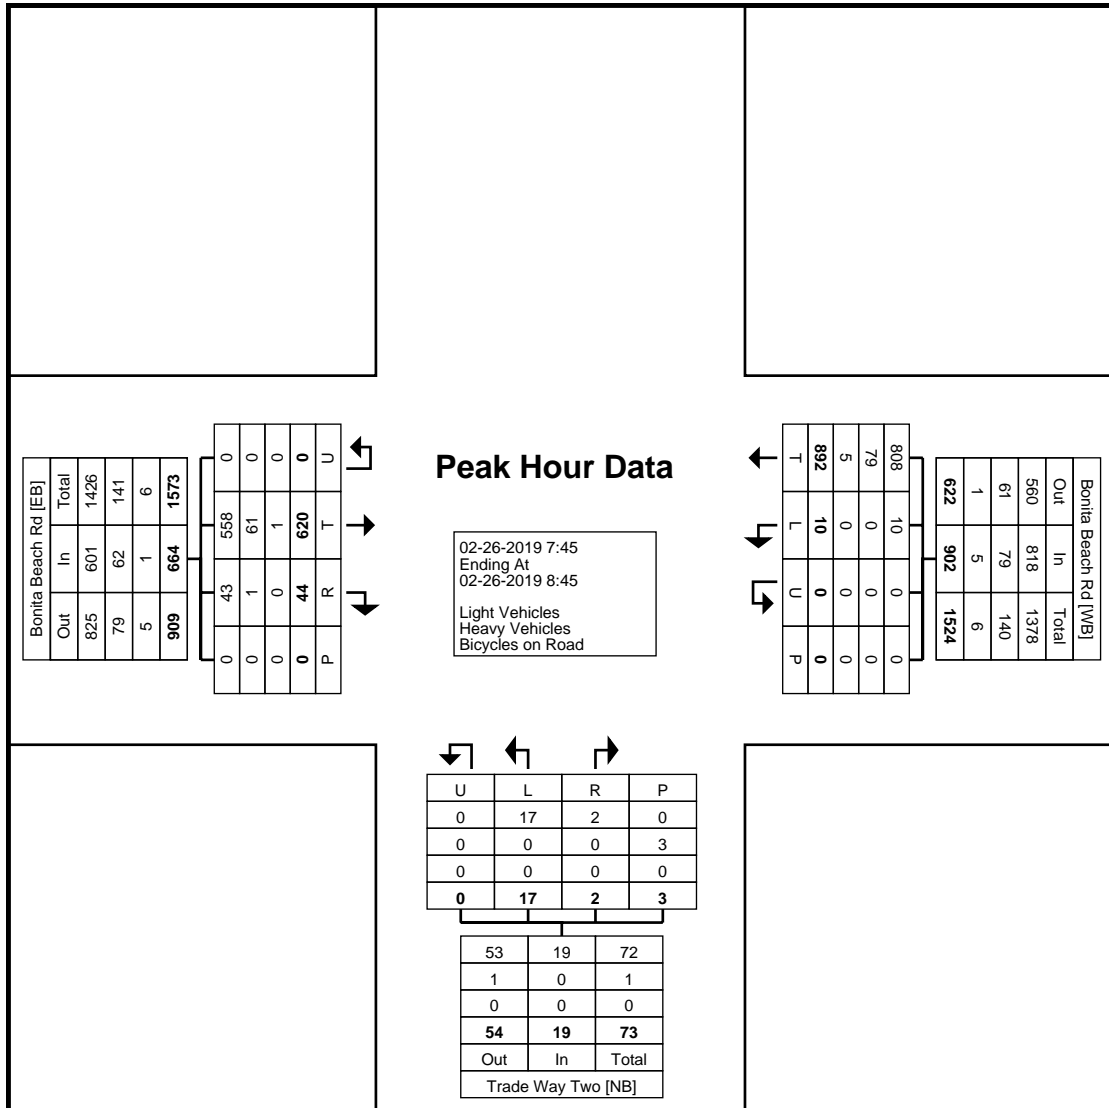 Peak Hour Data
02-26-2019 7:45
Ending At
02-26-2019 8:45
Light Vehicles
Heavy Vehicles
Bicycles on Road
Bonita Beach Rd [EB]
Out In Total
825 601 1426
79 62 141
5 1 6
909 664 1573
43 558 0
0 1 61 0
0 0 1 0
0 44 620 0
P R T U
Bonita Beach Rd [WB]
Out In Total
560 818 1378
61 79 140
1 5 6
622 902 1524
808 10 0 0
79 0 0 0
5 0 0 0
892 10 0 0
T L U P
U L R P
0 17 2 0
0 0 0 3
0 0 0 0
0 17 2 3
53 19 72
1 0 1
0 0 0
54 19 73
Out In Total
Trade Way Two [NB]